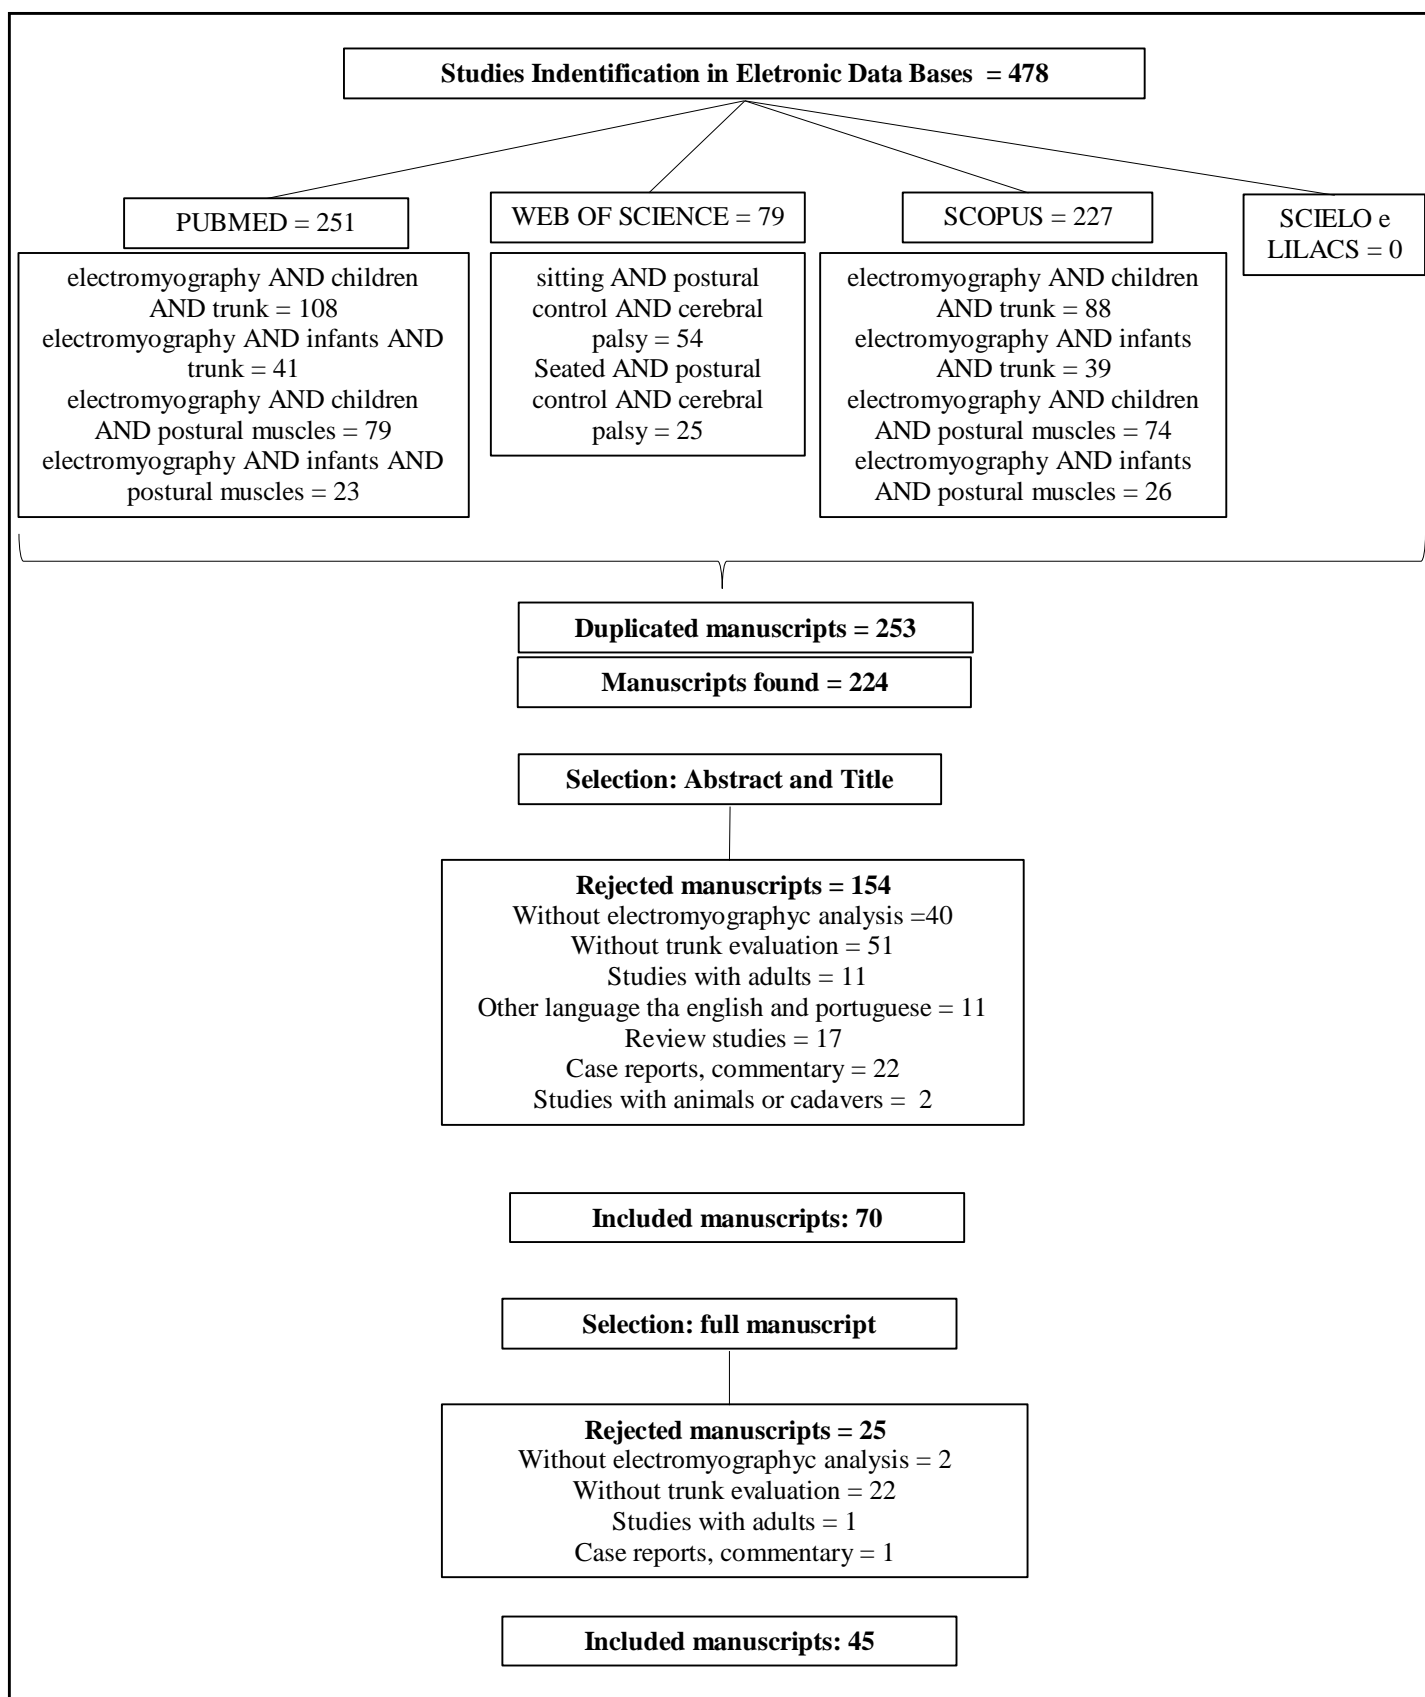 Studies Indentification in Eletronic Data Bases = 478
PUBMED = 251
electromyography AND children
AND trunk = 108
electromyography AND infants AND
trunk = 41
electromyography AND children
AND postural muscles = 79
electromyography AND infants AND
postural muscles = 23
WEB OF SCIENCE = 79
sitting AND postural
control AND cerebral
palsy = 54
Seated AND postural
control AND cerebral
palsy = 25
SCOPUS = 227
electromyography AND children
AND trunk = 88
electromyography AND infants
AND trunk = 39
electromyography AND children
AND postural muscles = 74
electromyography AND infants
AND postural muscles = 26
SCIELO e
LILACS = 0
Duplicated manuscripts = 253
Manuscripts found = 224
Selection: Abstract and Title
Rejected manuscripts = 154
Without electromyographyc analysis =40
Without trunk evaluation = 51
Studies with adults = 11
Other language tha english and portuguese = 11
Review studies = 17
Case reports, commentary = 22
Studies with animals or cadavers = 2
Included manuscripts: 70
Selection: full manuscript
Rejected manuscripts = 25
Without electromyographyc analysis = 2
Without trunk evaluation = 22
Studies with adults = 1
Case reports, commentary = 1
Included manuscripts: 45